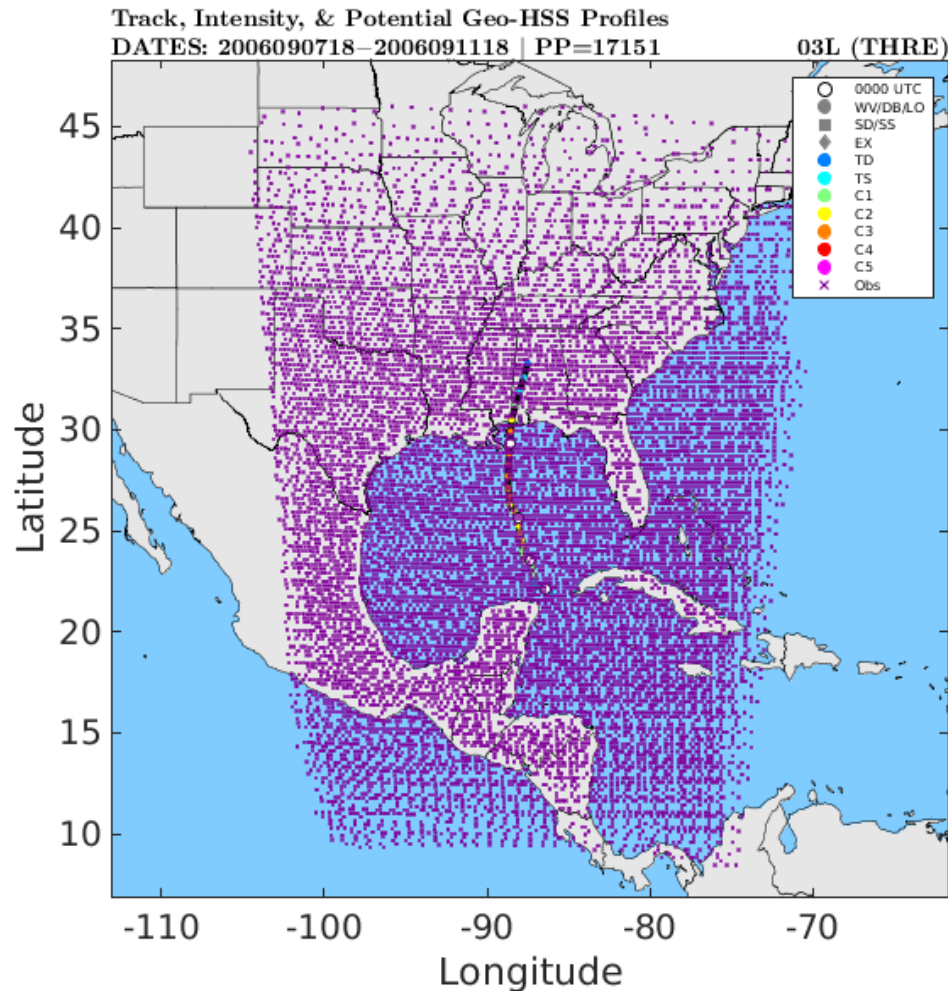 Track, Intensity, & Potential Geo-HSS Profiles
DATES: 2006090718−2006091118 | PP=17151 03L (THRE)
0000 UTC
WV/DB/LO
SD/SS
EX
TD
TS
C1
C2
C3
C4
C5
Obs
45
40
35
30
25
20
15
10
Latitude
-110 -100 -90 -80 -70
Longitude